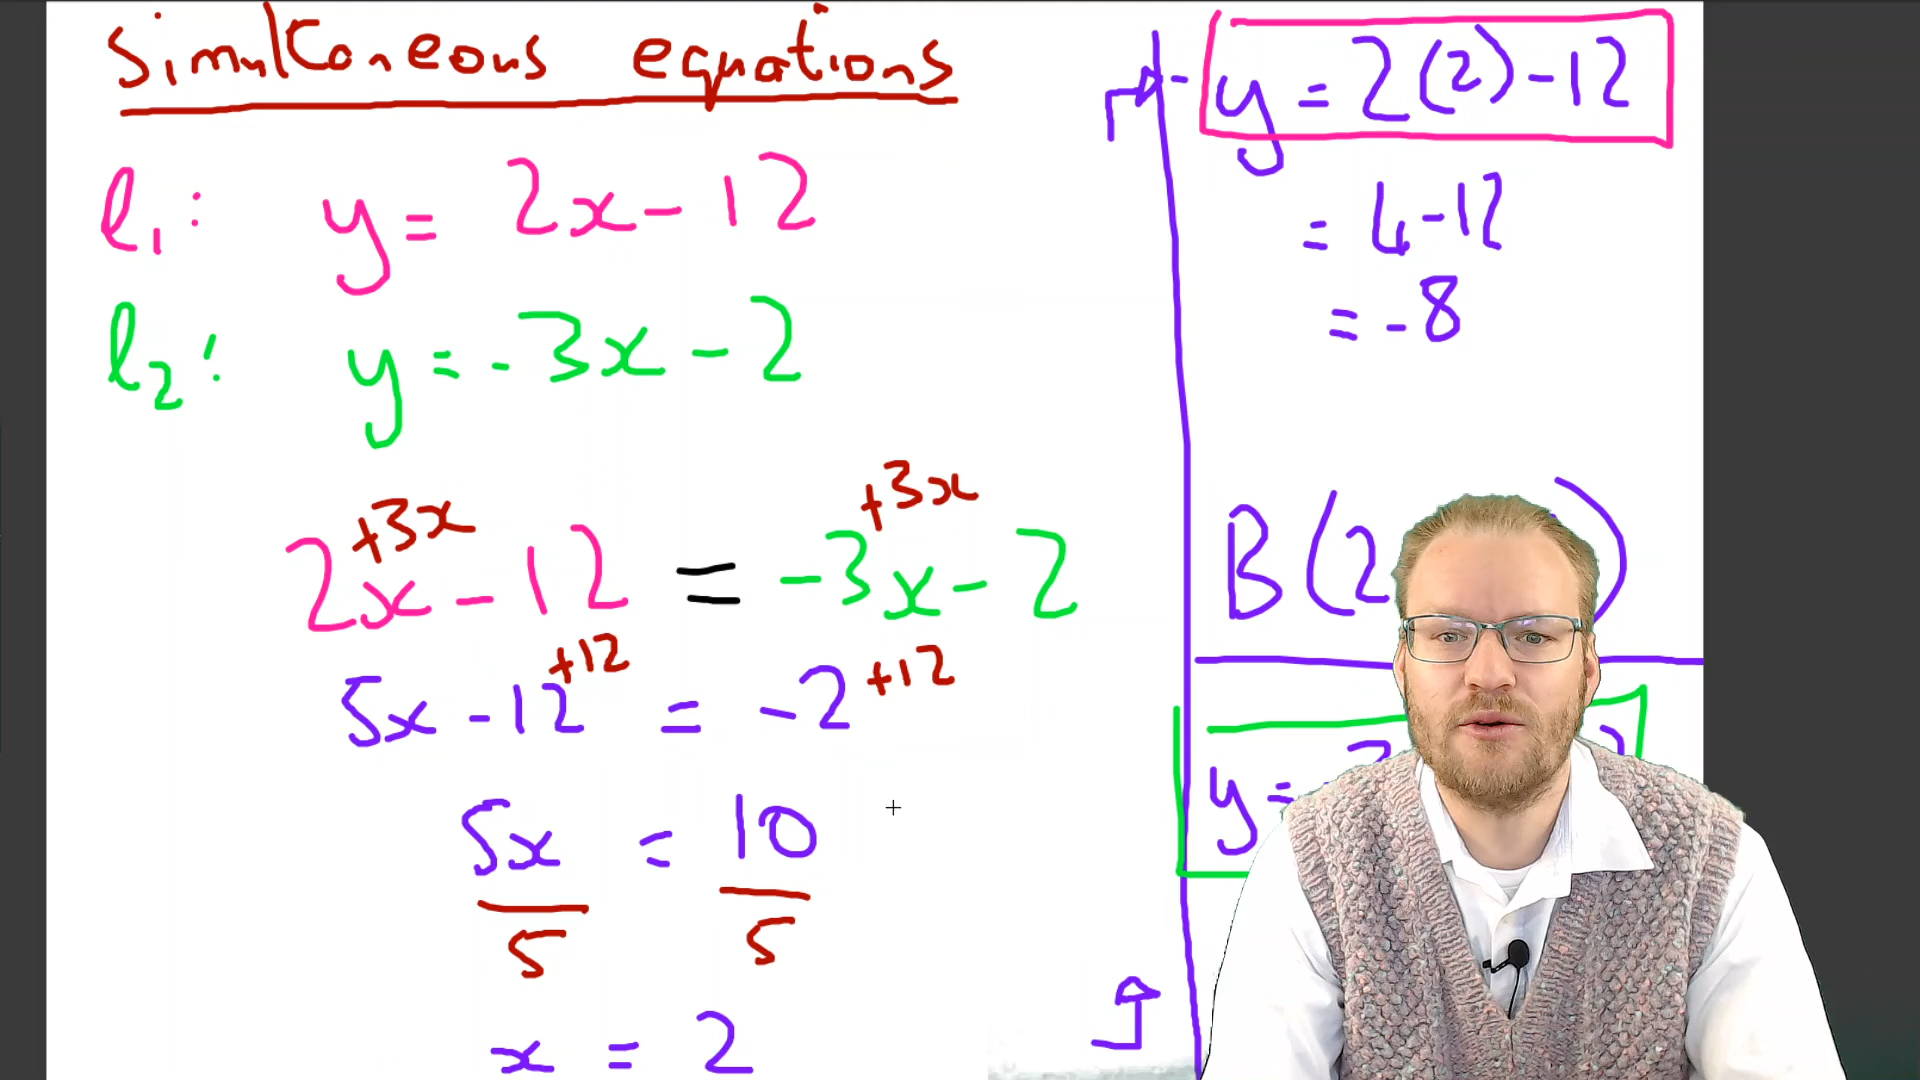 Simultaneous equations
l₁: y = 2x - 12
l₂: y = -3x - 2
+3x +3x
2x - 12 = -3x - 2
+12 +12
5x - 12 = -2
5x = 10
5 5
x = 2
y = 2(2) - 12
= 4 - 12
= -8
B(2
y =